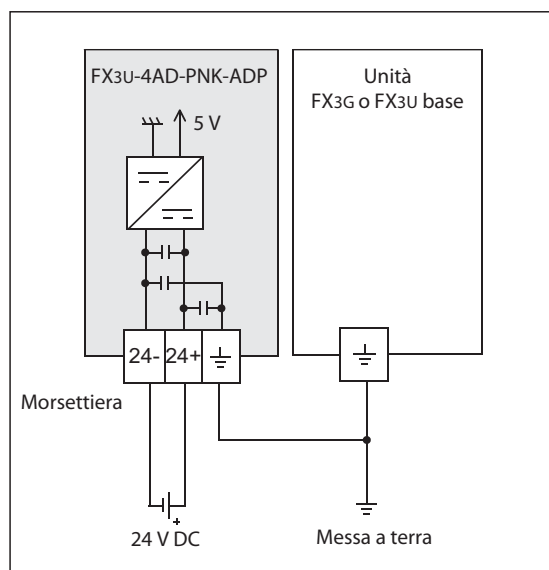 FX3U-4AD-PNK-ADP
Unità
FX3G o FX3U base
5 V
24-
24+
Morsettiera
+
24 V DC
Messa a terra